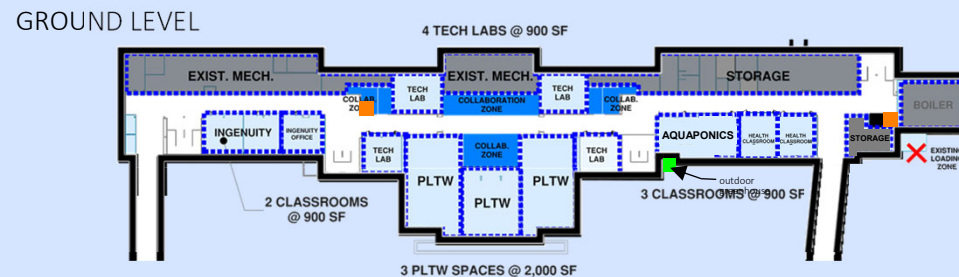 GROUND LEVEL
4 TECH LABS @ 900 SF
EXIST. MECH.
EXIST. MECH.
STORAGE
TECH
LAB
TECH
LAB
COLLAB.
COLLABORATION
ZONE
COLLAB.
ZONE
BOILER
INGENUITY
INGENUITY
OFFICE
AQUAPONICS
HEALTH
CLASSROOM
HEALTH
CLASSROOM
STORAGE
TECH
LAB
COLLAB.
ZONE
TECH
LAB
EXISTING
LOADING
ZONE
PLTW
PLTW
PLTW
outdoor
2 CLASSROOMS
@ 900 SF
3 CLASSROOMS @ 900 SF
3 PLTW SPACES @ 2,000 SF